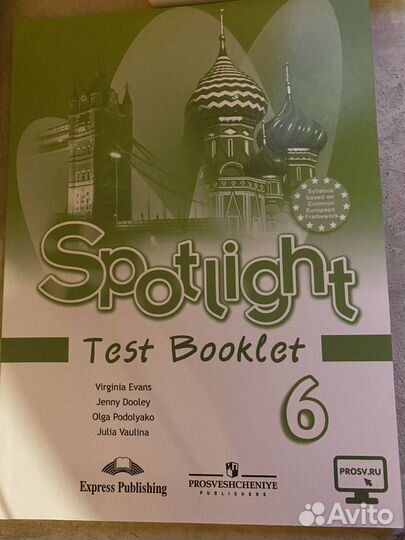 Syllabus
based on
Common
European
Framework
Spotlight
Test Booklet
6
Virginia Evans
Jenny Dooley
Olga Podolyako
Julia Vaulina
Express Publishing
PROSVESHCHENIYE
PUBLISHERS
PROSV.RU
Avito